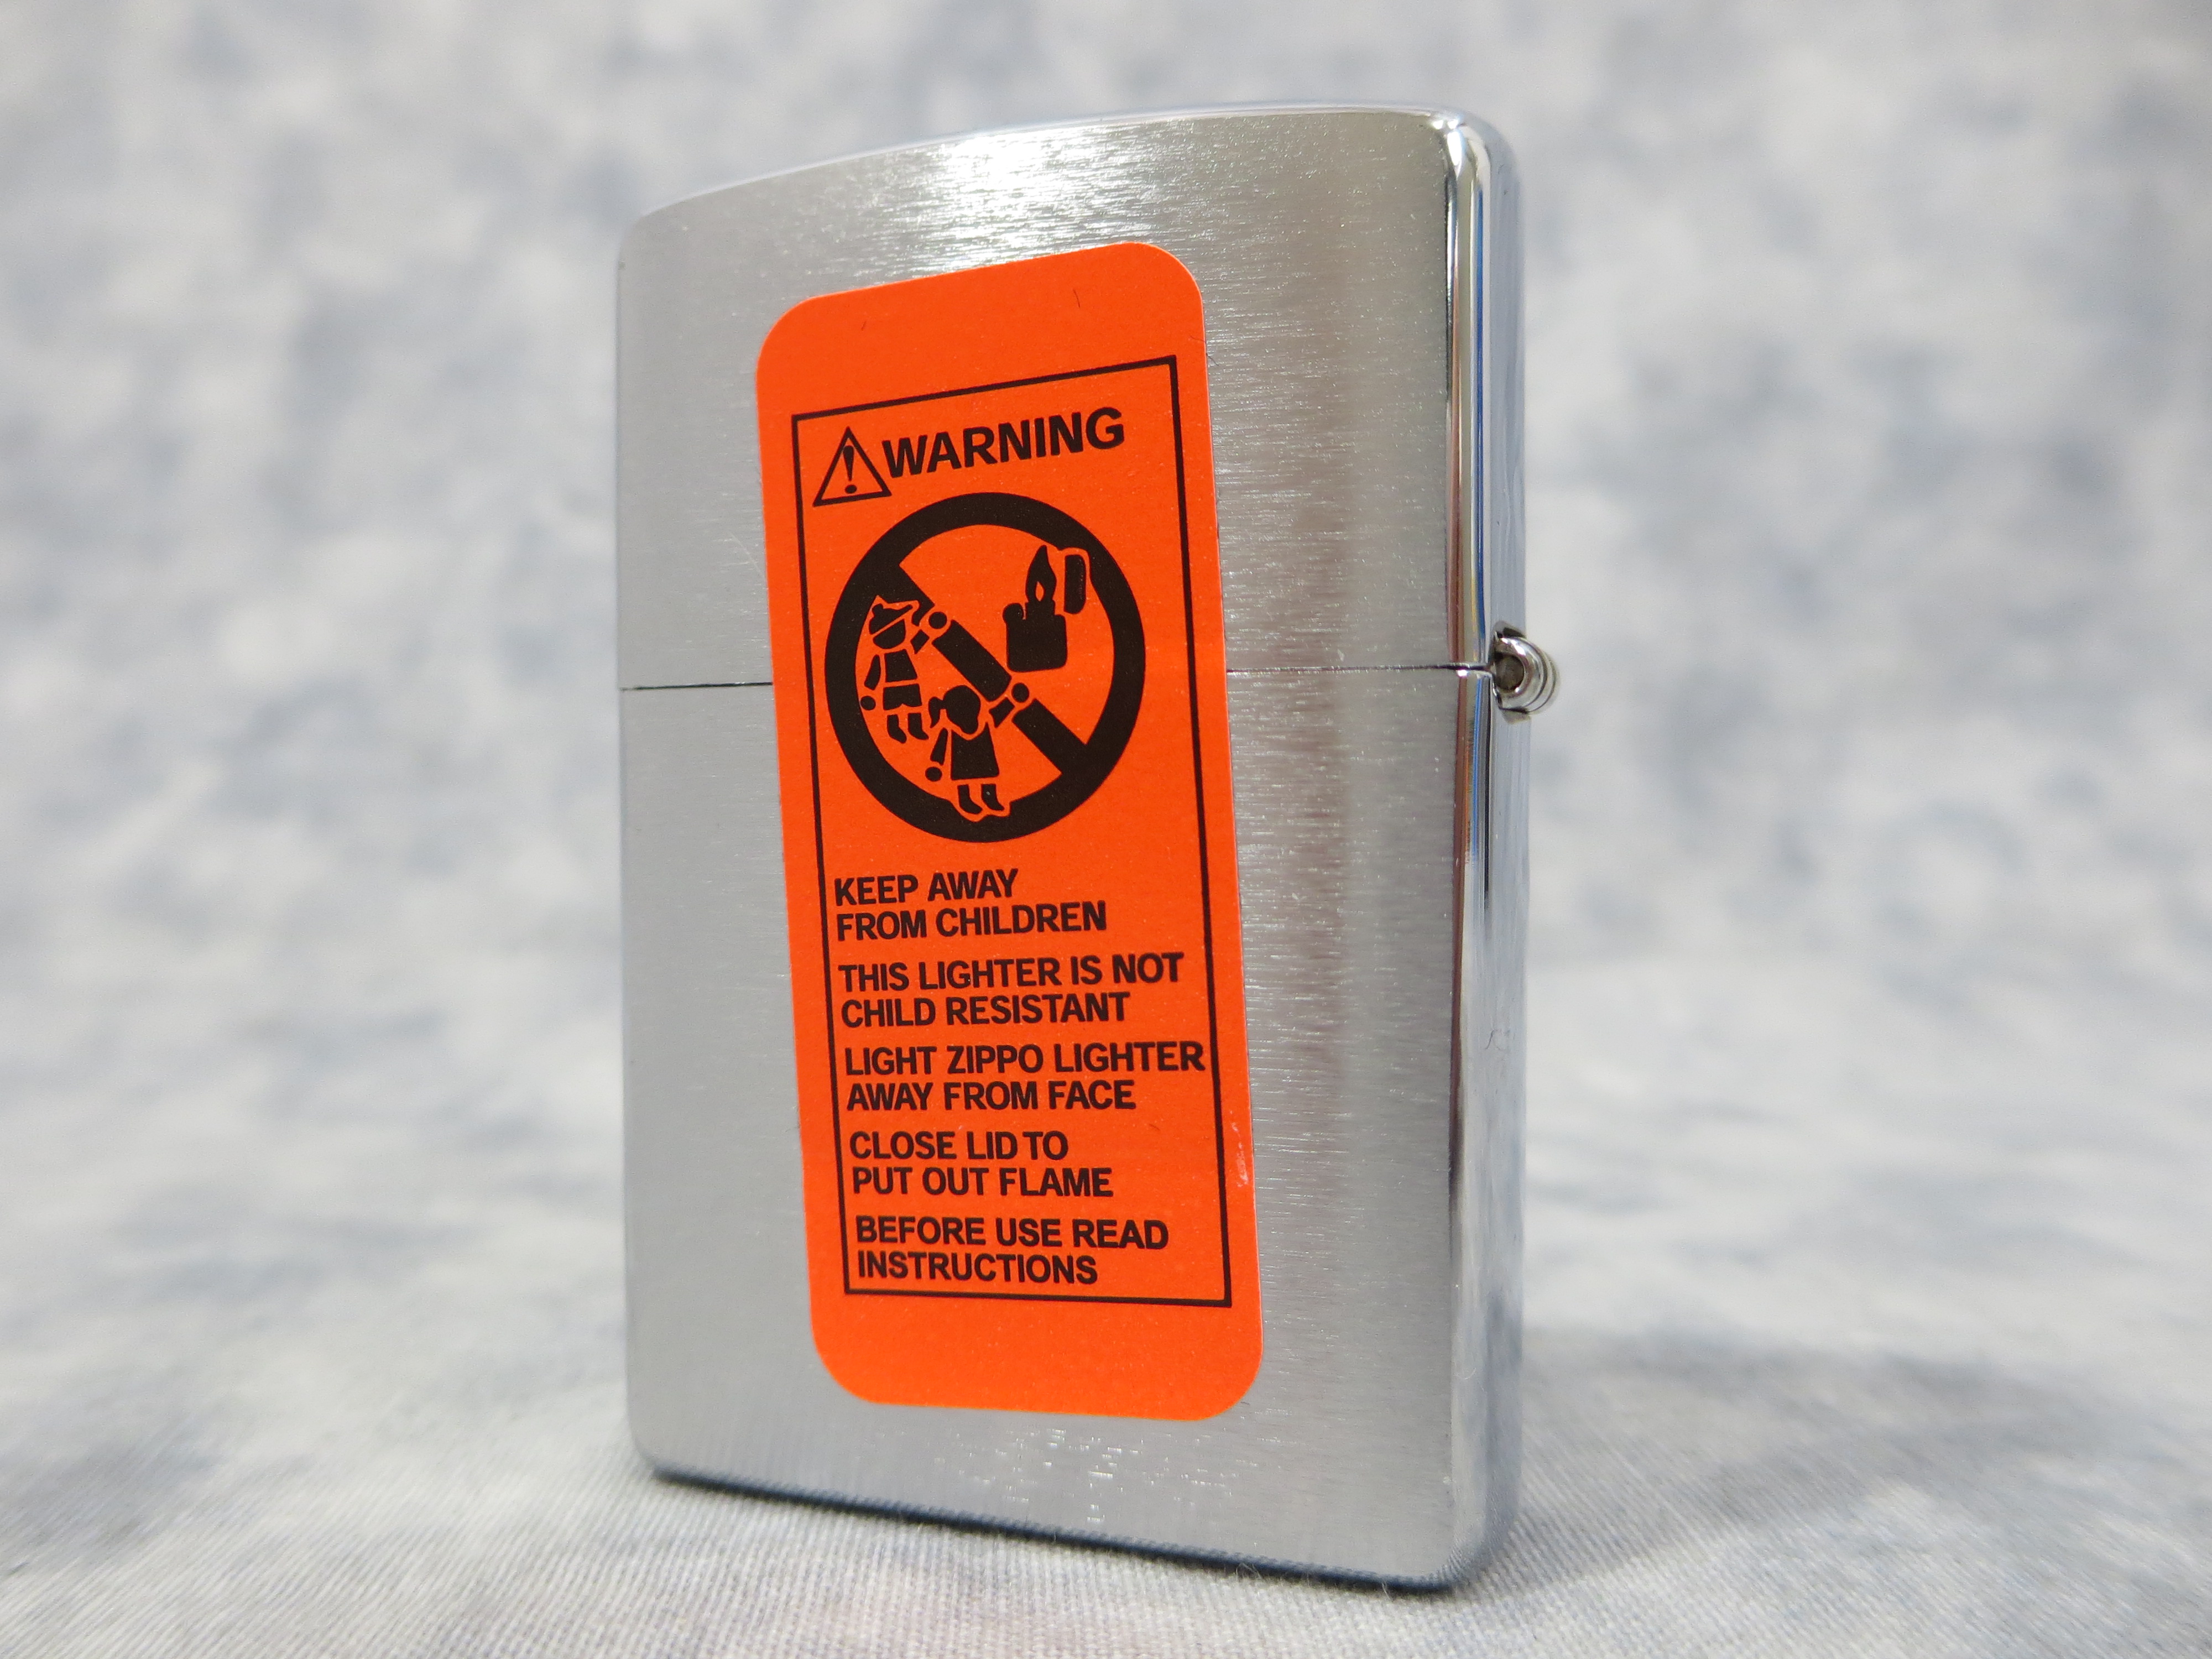 WARNING
KEEP AWAY
FROM CHILDREN
THIS LIGHTER IS NOT
CHILD RESISTANT
LIGHT ZIPPO LIGHTER
AWAY FROM FACE
CLOSE LID TO
PUT OUT FLAME
BEFORE USE READ
INSTRUCTIONS